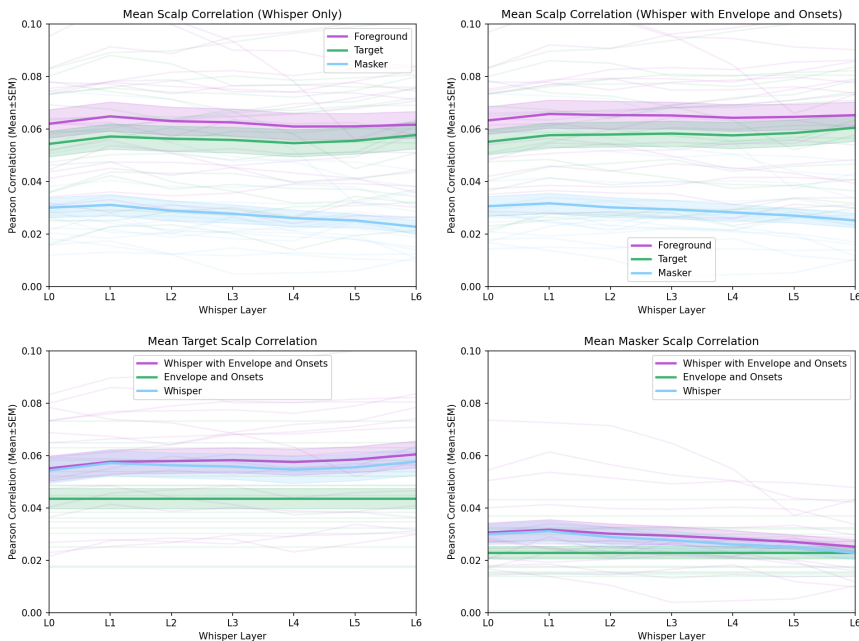 Mean Scalp Correlation (Whisper Only)
0.10
0.08
0.06
0.04
0.02
0.00
Pearson Correlation (Mean±SEM)
Foreground
Target
Masker
L0 L1 L2 L3 L4 L5 L6
Whisper Layer
Mean Scalp Correlation (Whisper with Envelope and Onsets)
0.10
0.08
0.06
0.04
0.02
0.00
Pearson Correlation (Mean±SEM)
Foreground
Target
Masker
L0 L1 L2 L3 L4 L5 L6
Whisper Layer
Mean Target Scalp Correlation
0.10
0.08
0.06
0.04
0.02
0.00
Pearson Correlation (Mean±SEM)
Whisper with Envelope and Onsets
Envelope and Onsets
Whisper
L0 L1 L2 L3 L4 L5 L6
Whisper Layer
Mean Masker Scalp Correlation
0.10
0.08
0.06
0.04
0.02
0.00
Pearson Correlation (Mean±SEM)
Whisper with Envelope and Onsets
Envelope and Onsets
Whisper
L0 L1 L2 L3 L4 L5 L6
Whisper Layer